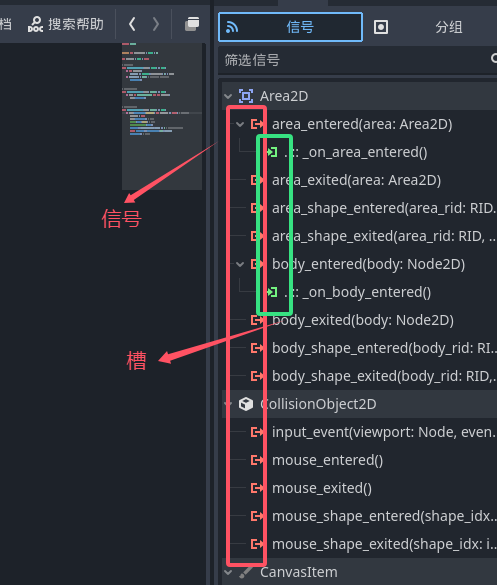 档 搜索帮助
信号 分组
筛选信号
Area2D
area_entered(area: Area2D)
. :: _on_area_entered()
area_exited(area: Area2D)
area_shape_entered(area_rid: RID,
area_shape_exited(area_rid: RID, ...
body_entered(body: Node2D)
. :: _on_body_entered()
body_exited(body: Node2D)
body_shape_entered(body_rid: RI...
body_shape_exited(body_rid: RID,...
CollisionObject2D
input_event(viewport: Node, even...
mouse_entered()
mouse_exited()
mouse_shape_entered(shape_idx...
mouse_shape_exited(shape_idx: i...
CanvasItem
信号
槽